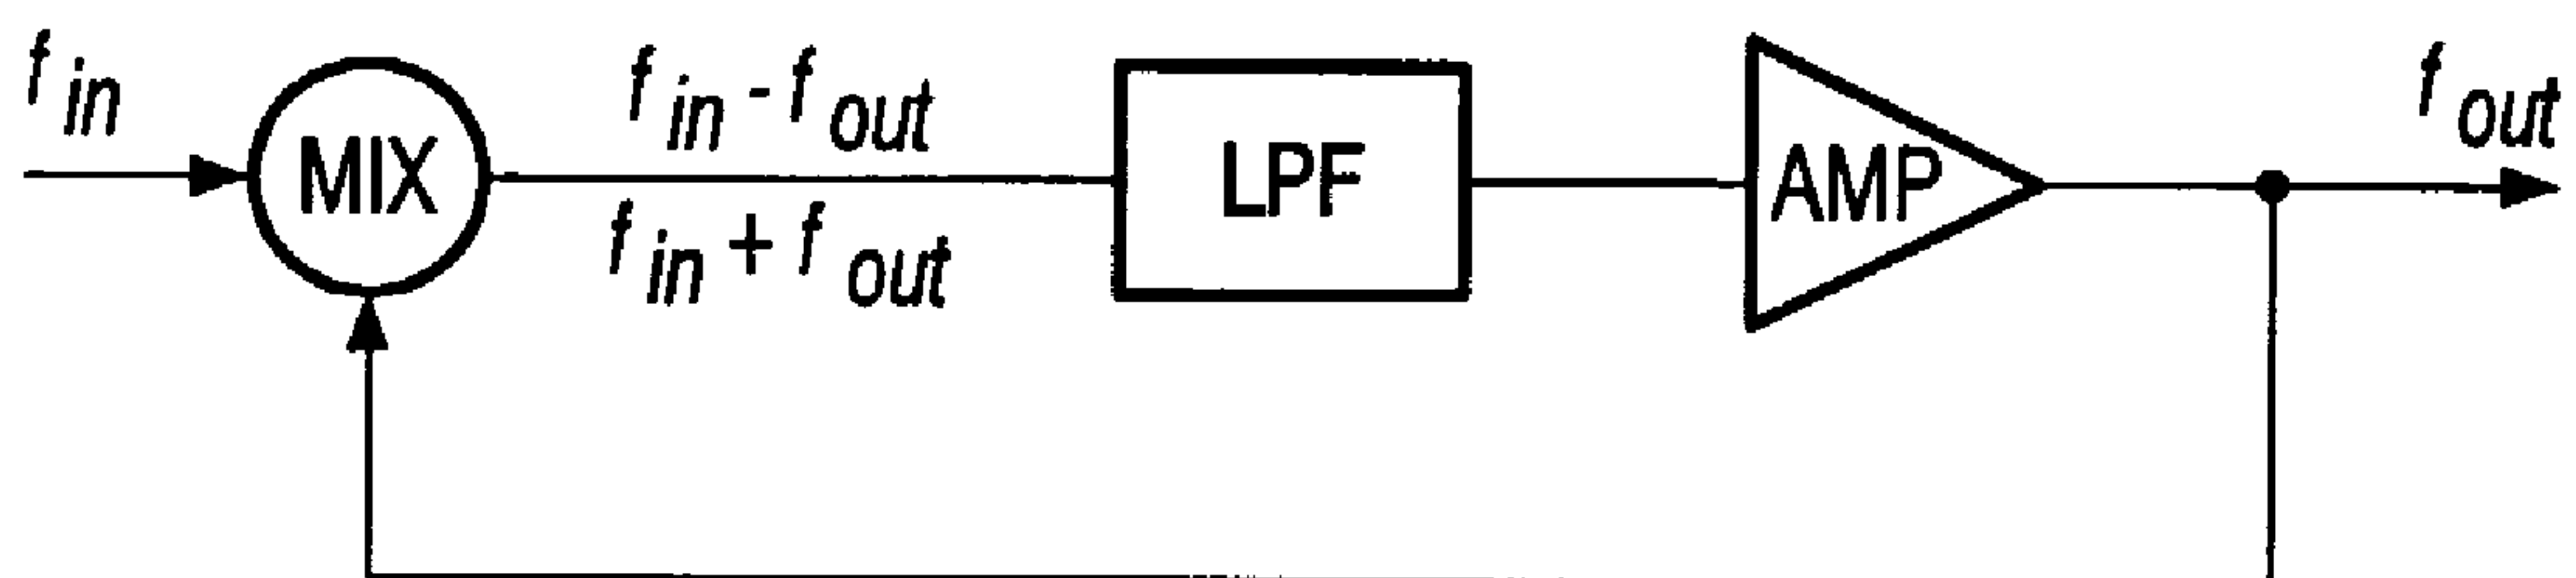 f in
MIX
f in - f out
f in + f out
LPF
AMP
f out